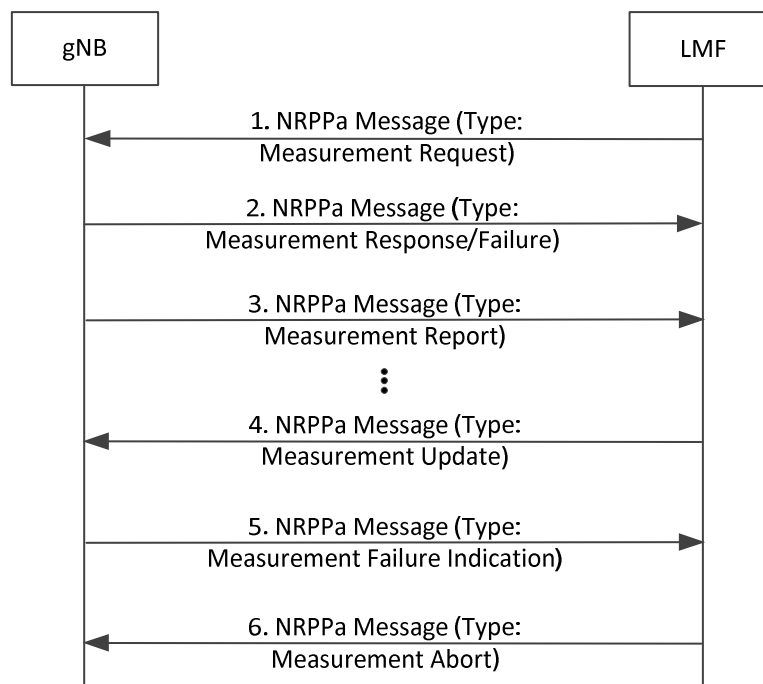 gNB
LMF
1. NRPPa Message (Type:
Measurement Request)
2. NRPPa Message (Type:
Measurement Response/Failure)
3. NRPPa Message (Type:
Measurement Report)
4. NRPPa Message (Type:
Measurement Update)
5. NRPPa Message (Type:
Measurement Failure Indication)
6. NRPPa Message (Type:
Measurement Abort)